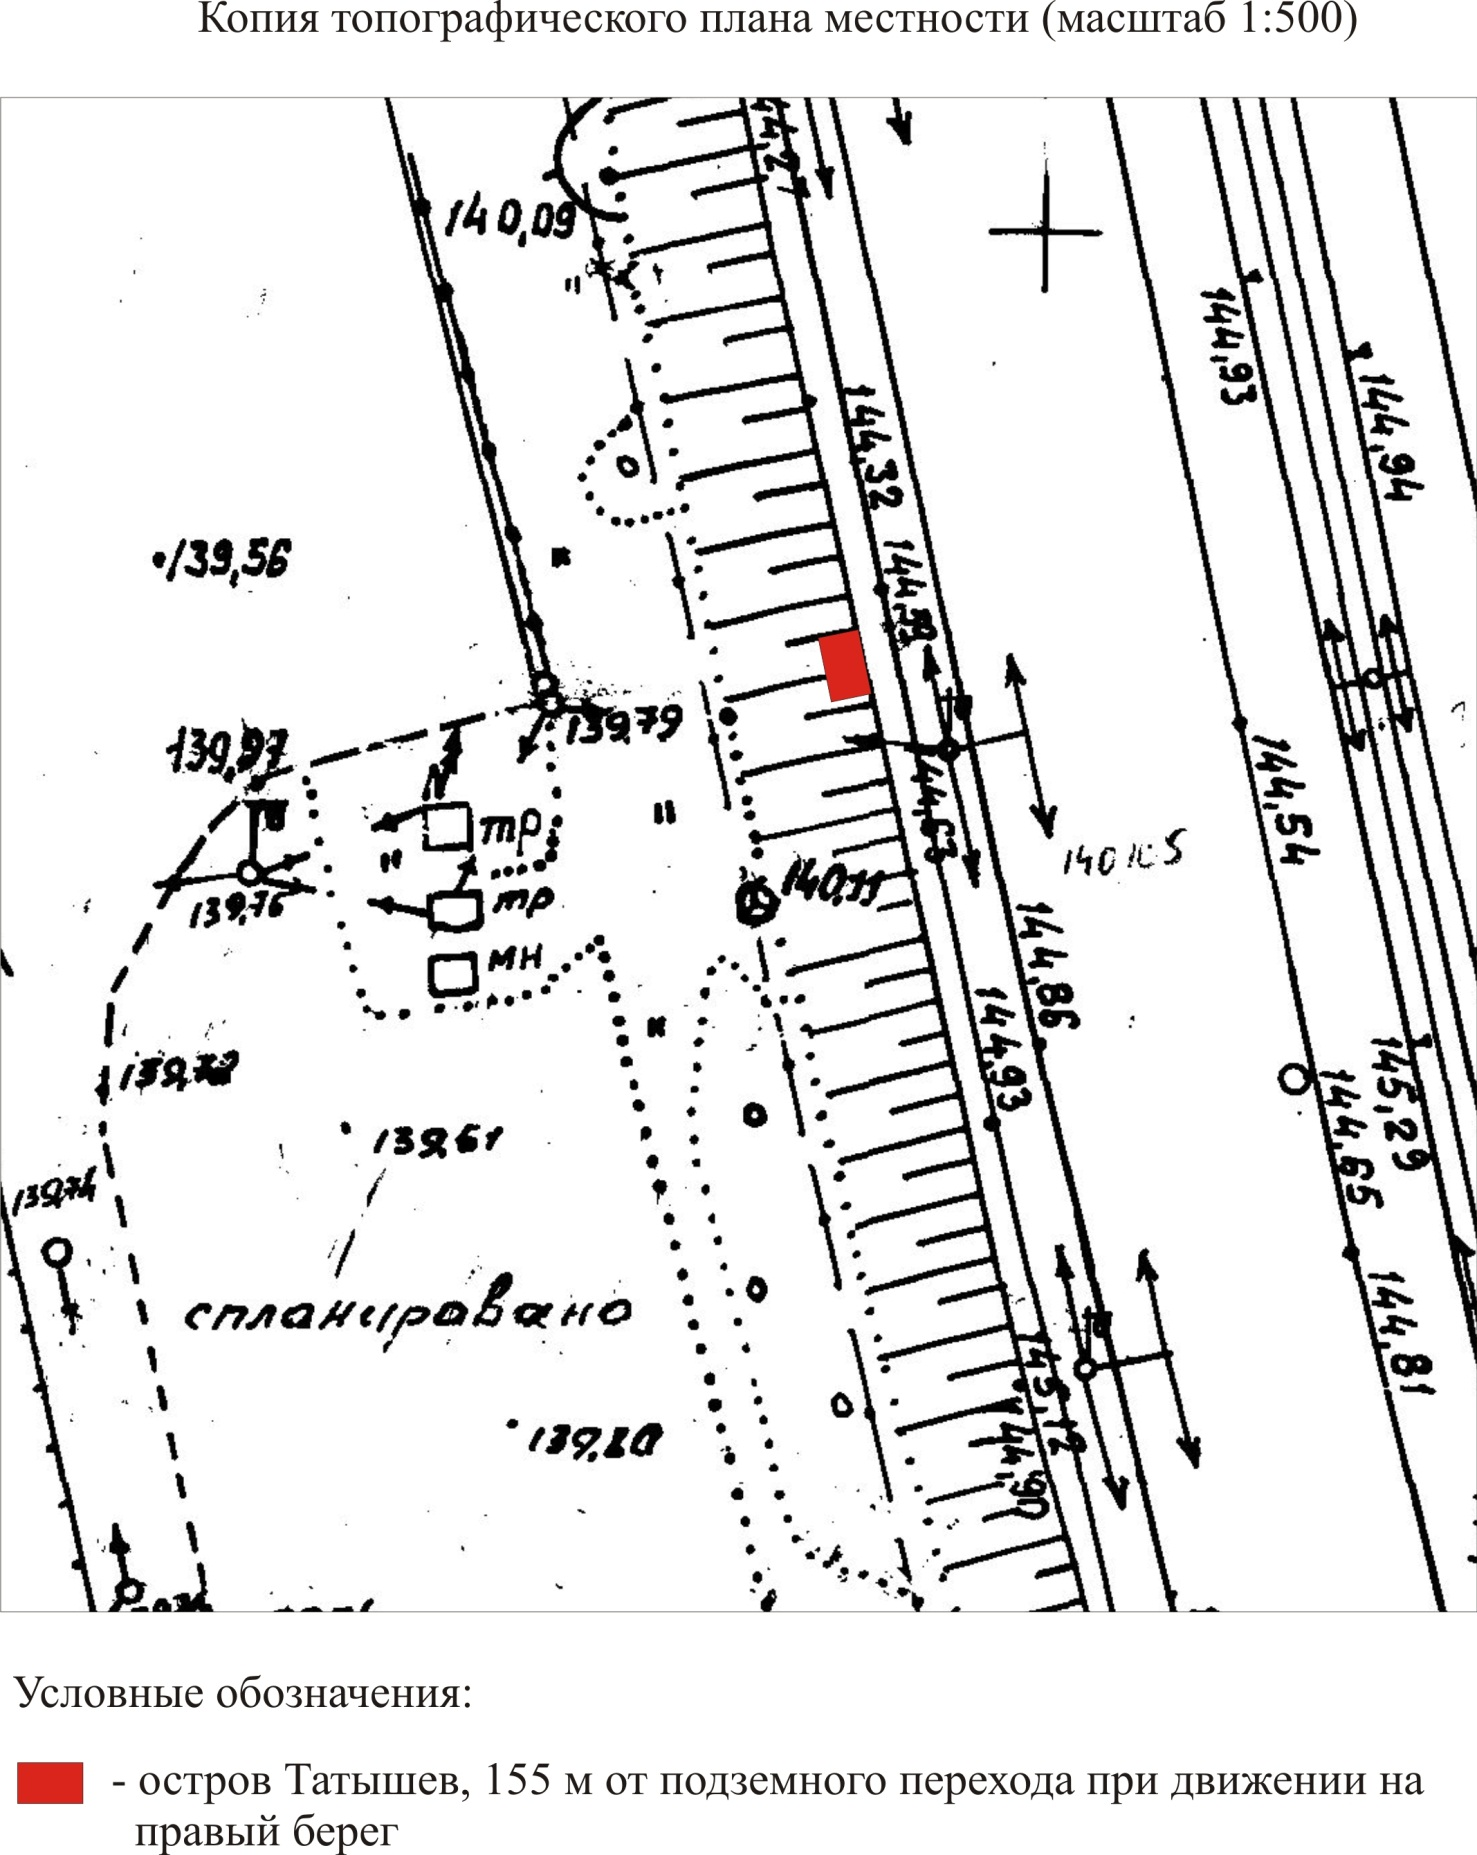 Копия топографического плана местности (масштаб 1:500)
140,09
144,93
144,94
144,32
139,56
139,79
139,97
144,54
тр
140,11
139,76
тр
мн
144,86
144,93
139,61
145,29
144,65
139,74
спланировано
144,81
145,12
144,90
Условные обозначения:
- остров Татышев, 155 м от подземного перехода при движении на
правый берег